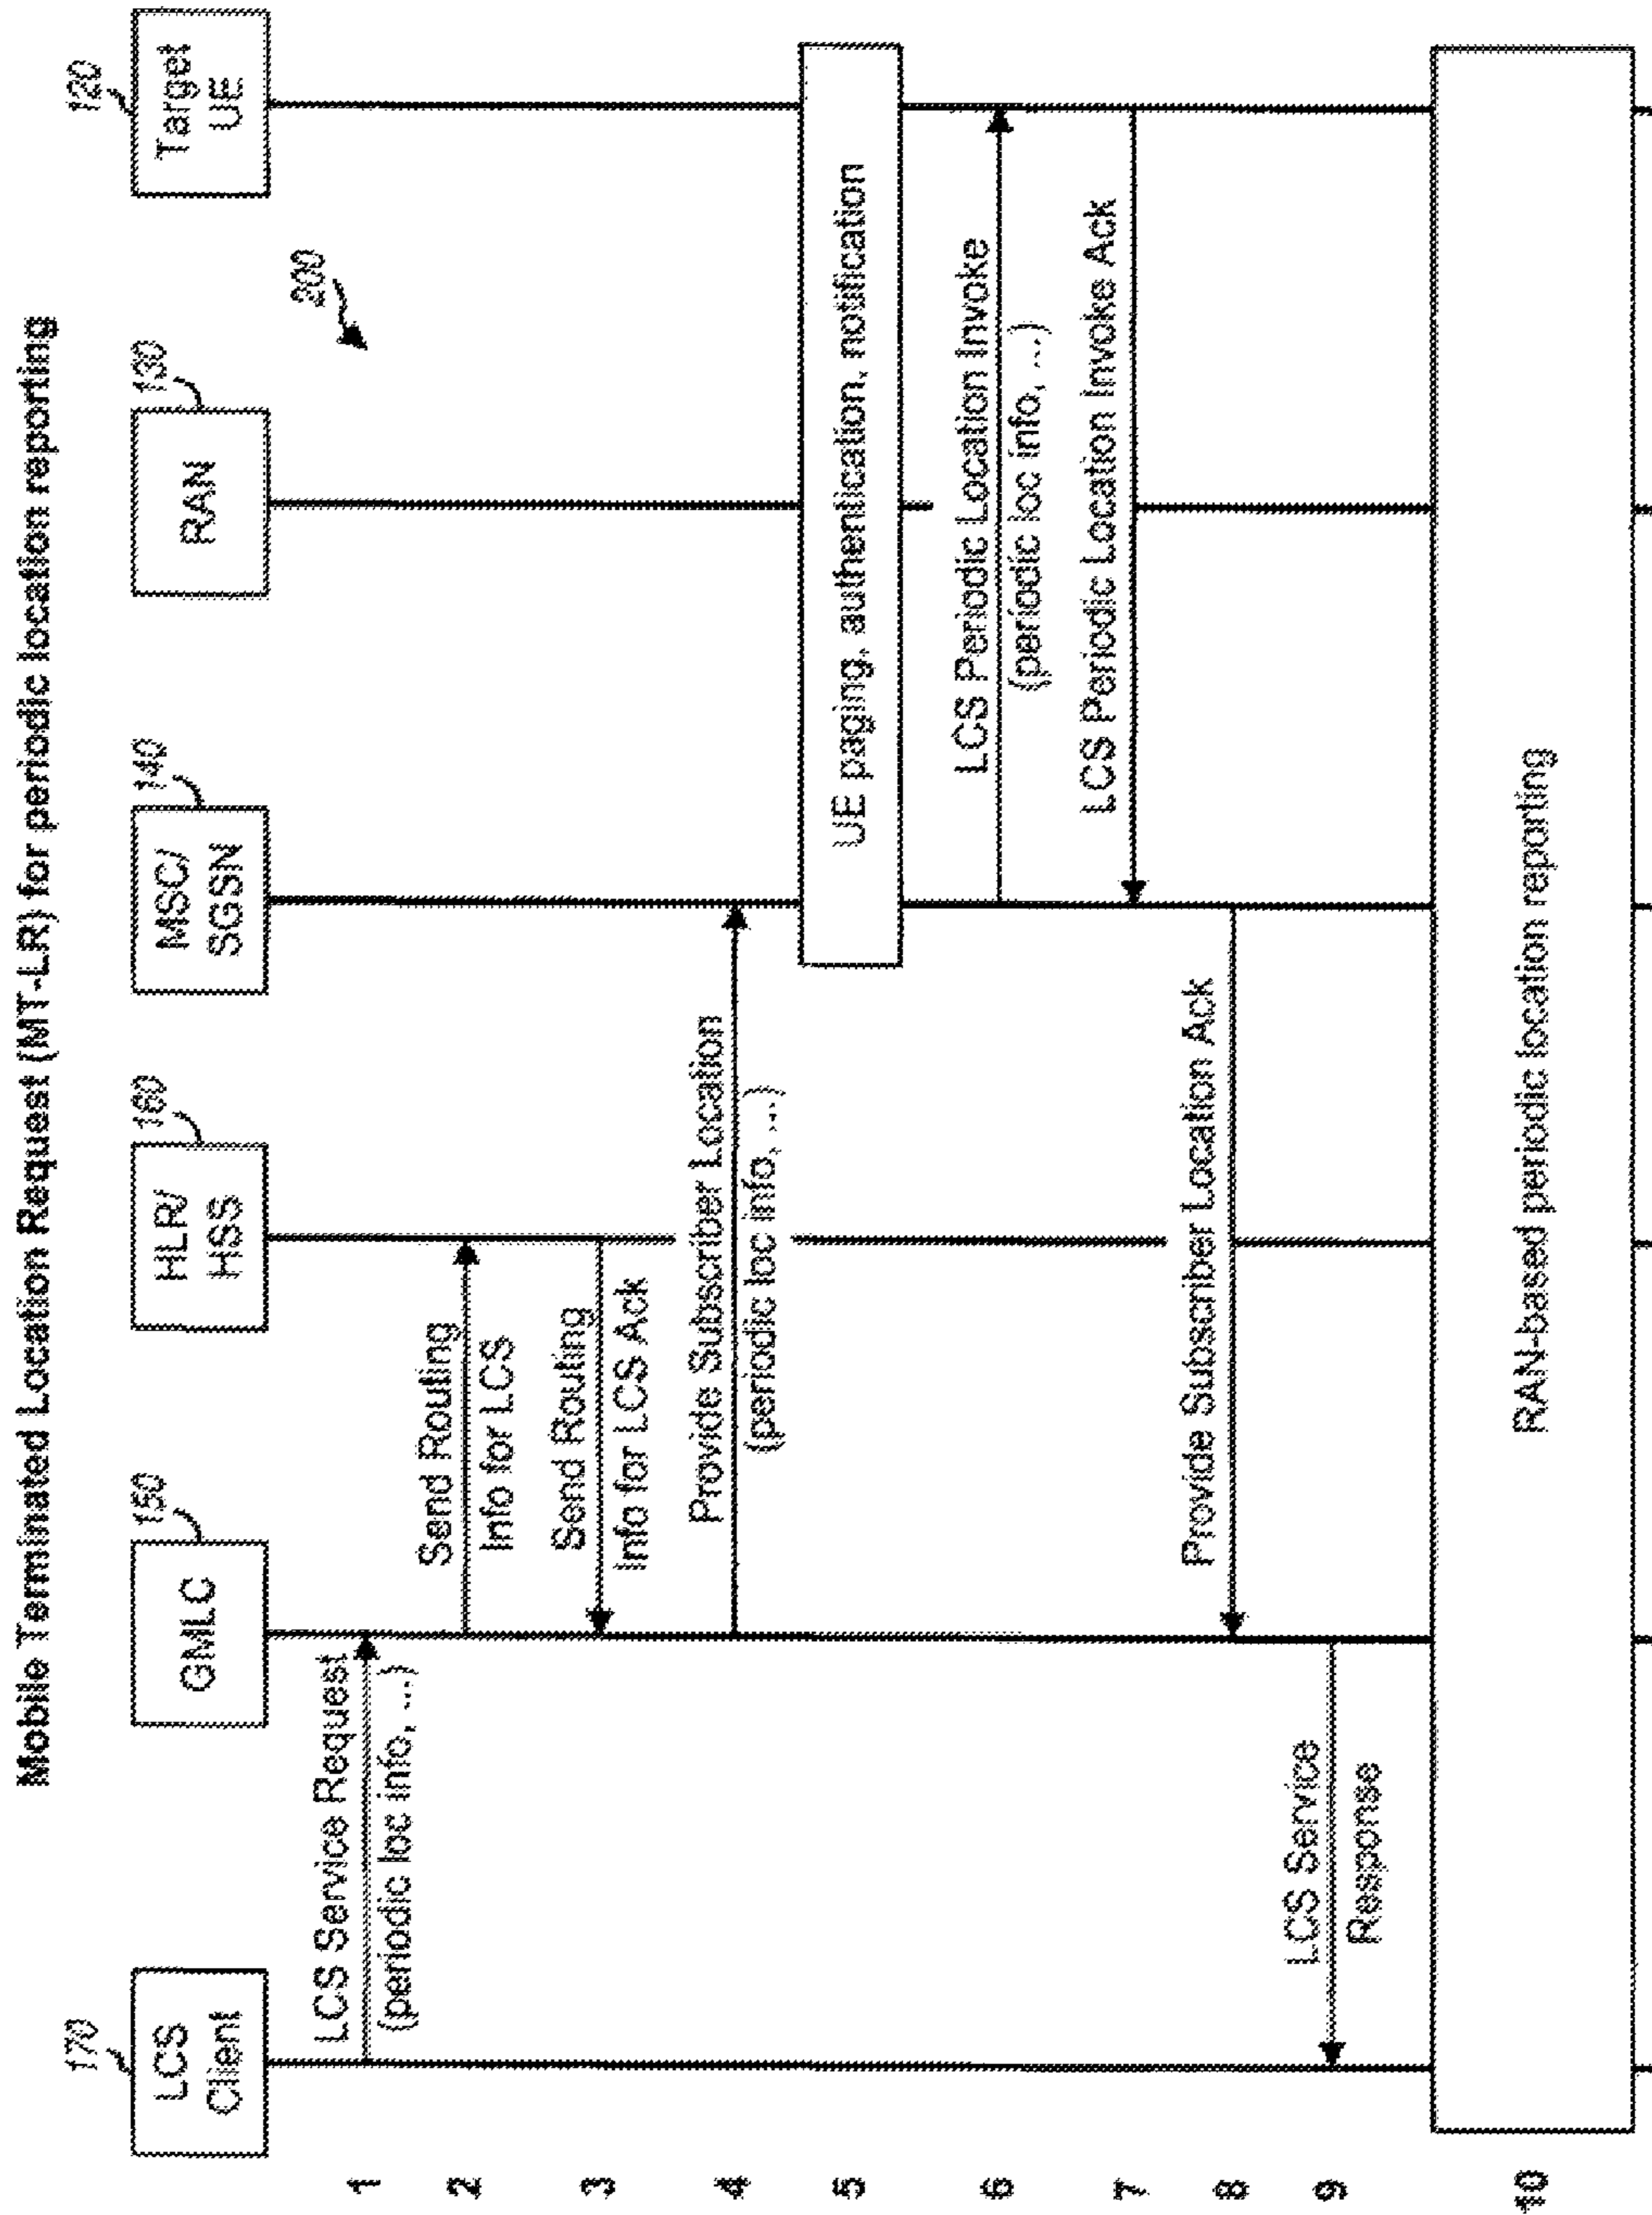 Mobile Terminated Location Request (MT-LR) for periodic location reporting
170
150
160
140
130
120
LCS
Client
GMLC
HLR/
HSS
MSC/
SGSN
RAN
Target
UE
200
1
LCS Service Request
(periodic loc info, ...)
2
Send Routing
Info for LCS
3
Send Routing
Info for LCS Ack
4
Provide Subscriber Location
(periodic loc info, ...)
5
UE paging, authentication, notification
6
LCS Periodic Location Invoke
(periodic loc info, ...)
7
LCS Periodic Location Invoke Ack
8
Provide Subscriber Location Ack
9
LCS Service
Response
10
RAN-based periodic location reporting